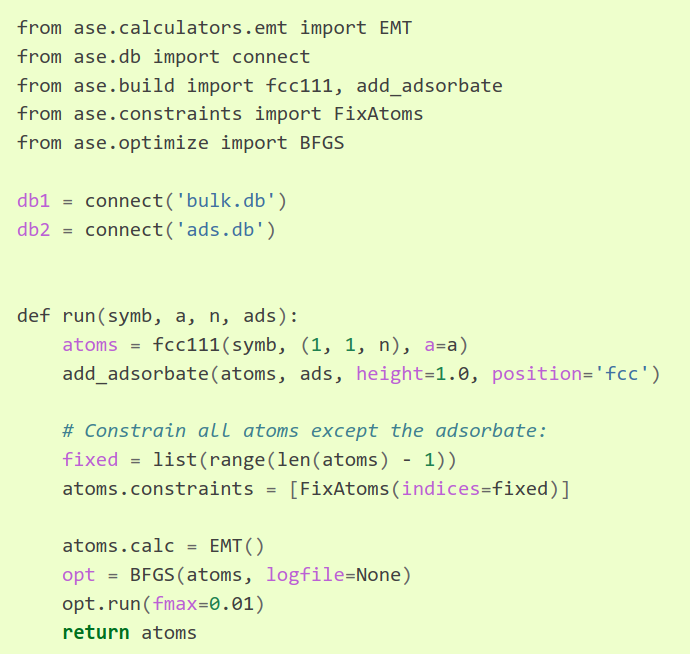 from ase.calculators.emt import EMT
from ase.db import connect
from ase.build import fcc111, add_adsorbate
from ase.constraints import FixAtoms
from ase.optimize import BFGS

db1 = connect('bulk.db')
db2 = connect('ads.db')


def run(symb, a, n, ads):
    atoms = fcc111(symb, (1, 1, n), a=a)
    add_adsorbate(atoms, ads, height=1.0, position='fcc')

    # Constrain all atoms except the adsorbate:
    fixed = list(range(len(atoms) - 1))
    atoms.constraints = [FixAtoms(indices=fixed)]

    atoms.calc = EMT()
    opt = BFGS(atoms, logfile=None)
    opt.run(fmax=0.01)
    return atoms